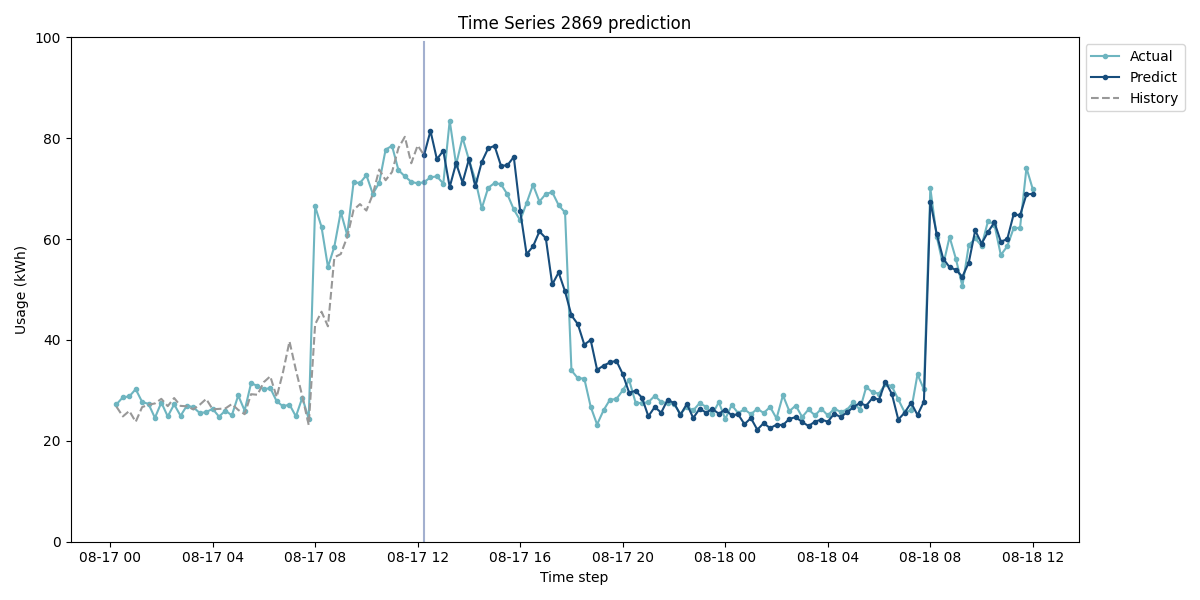 Time Series 2869 prediction
Usage (kWh)
100
80
60
40
20
0
08-17 00
08-17 04
08-17 08
08-17 12
08-17 16
08-17 20
08-18 00
08-18 04
08-18 08
08-18 12
Time step
Actual
Predict
History